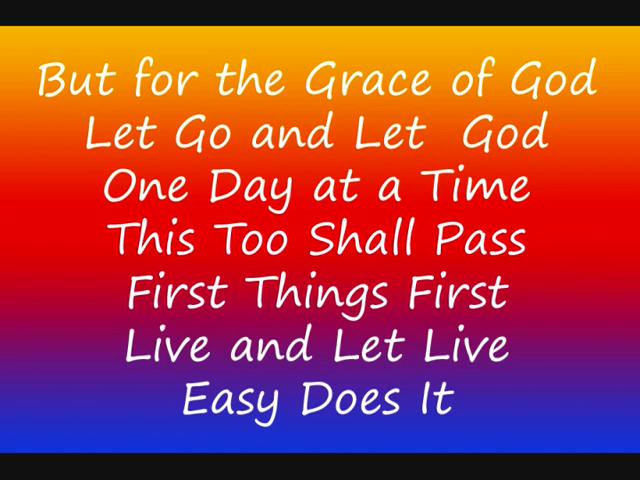 But for the Grace of God
Let Go and Let God
One Day at a Time
This Too Shall Pass
First Things First
Live and Let Live
Easy Does It